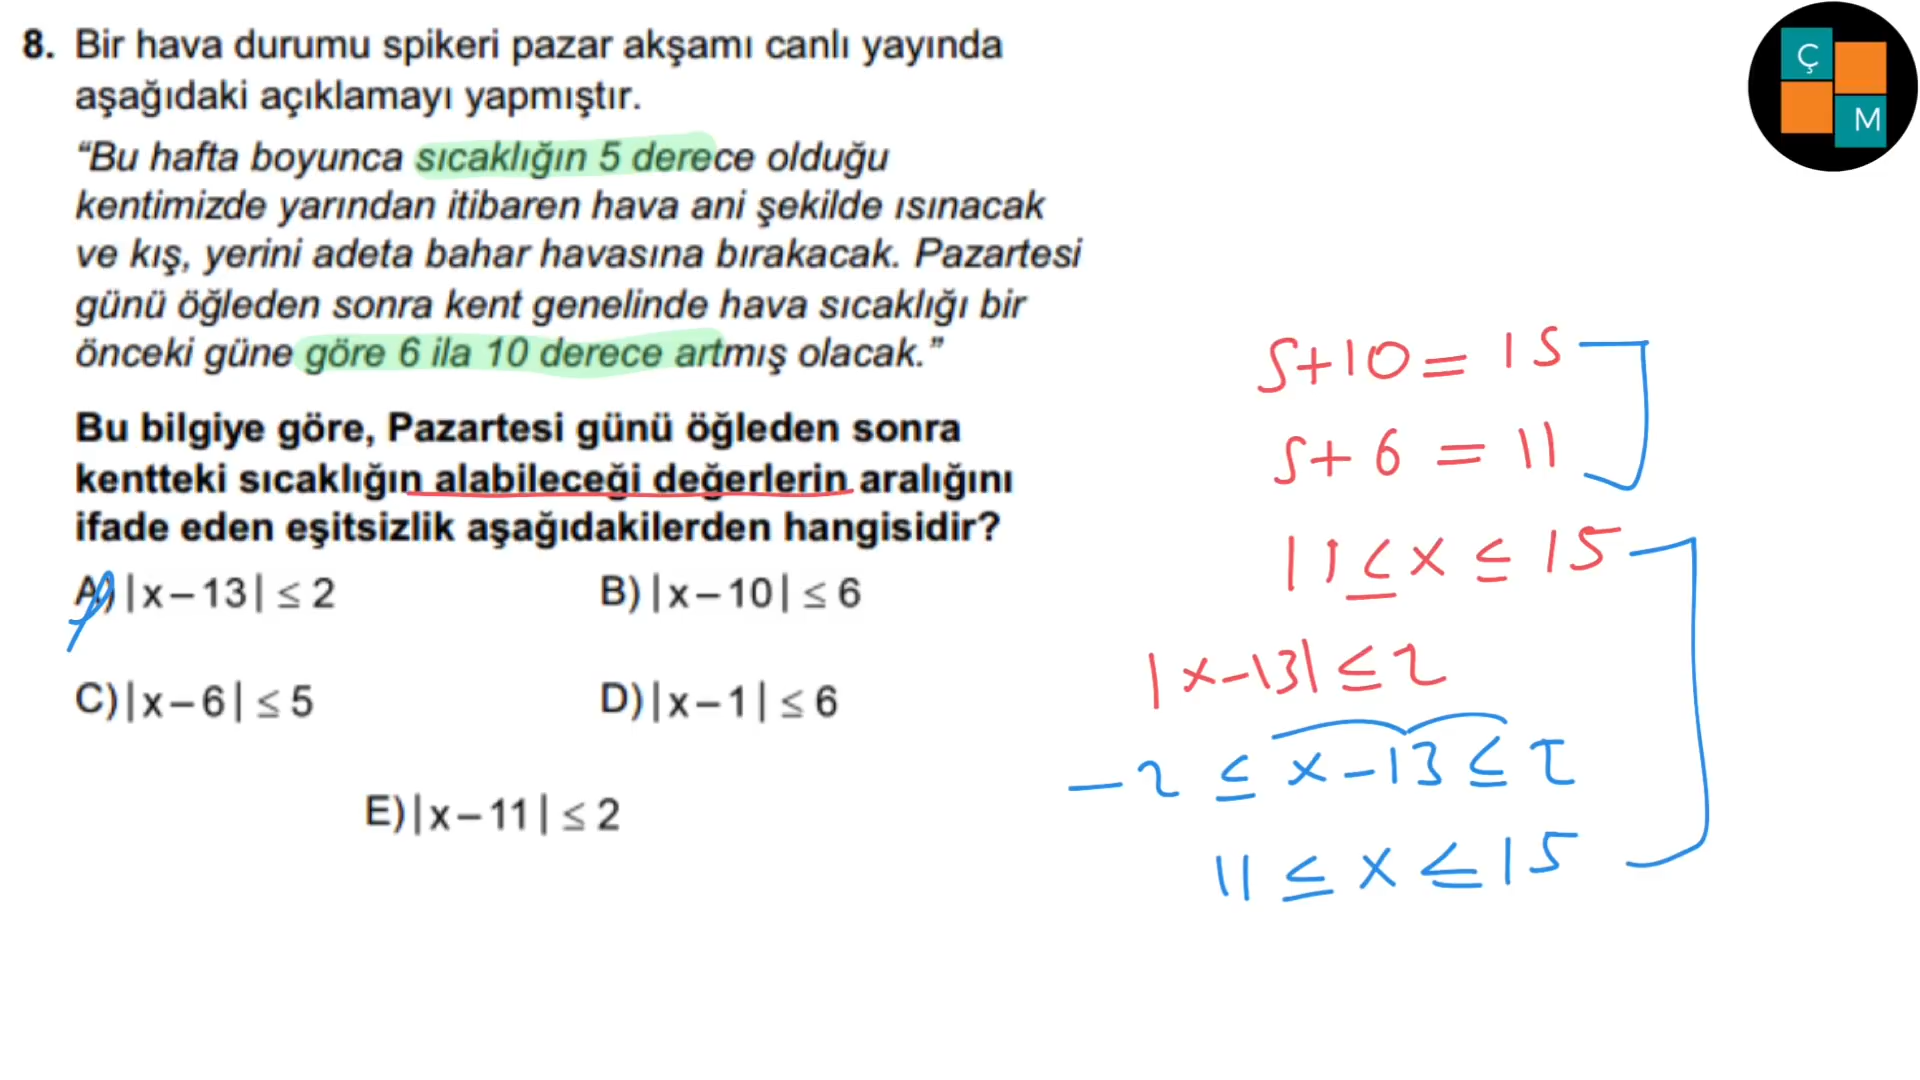 8. Bir hava durumu spikeri pazar akşamı canlı yayında
aşağıdaki açıklamayı yapmıştır.
“Bu hafta boyunca sıcaklığın 5 derece olduğu
kentimizde yarından itibaren hava ani şekilde ısınacak
ve kış, yerini adeta bahar havasına bırakacak. Pazartesi
günü öğleden sonra kent genelinde hava sıcaklığı bir
önceki güne göre 6 ila 10 derece artmış olacak.”
Bu bilgiye göre, Pazartesi günü öğleden sonra
kentteki sıcaklığın alabileceği değerlerin aralığını
ifade eden eşitsizlik aşağıdakilerden hangisidir?
A) |x – 13| ≤ 2
B) |x – 10| ≤ 6
C) |x – 6| ≤ 5
D) |x – 1| ≤ 6
E) |x – 11| ≤ 2
5+10 = 15
5+6 = 11
11 ≤ x ≤ 15
|x-13| ≤ 2
-2 ≤ x-13 ≤ 2
11 ≤ x ≤ 15
Ç
M